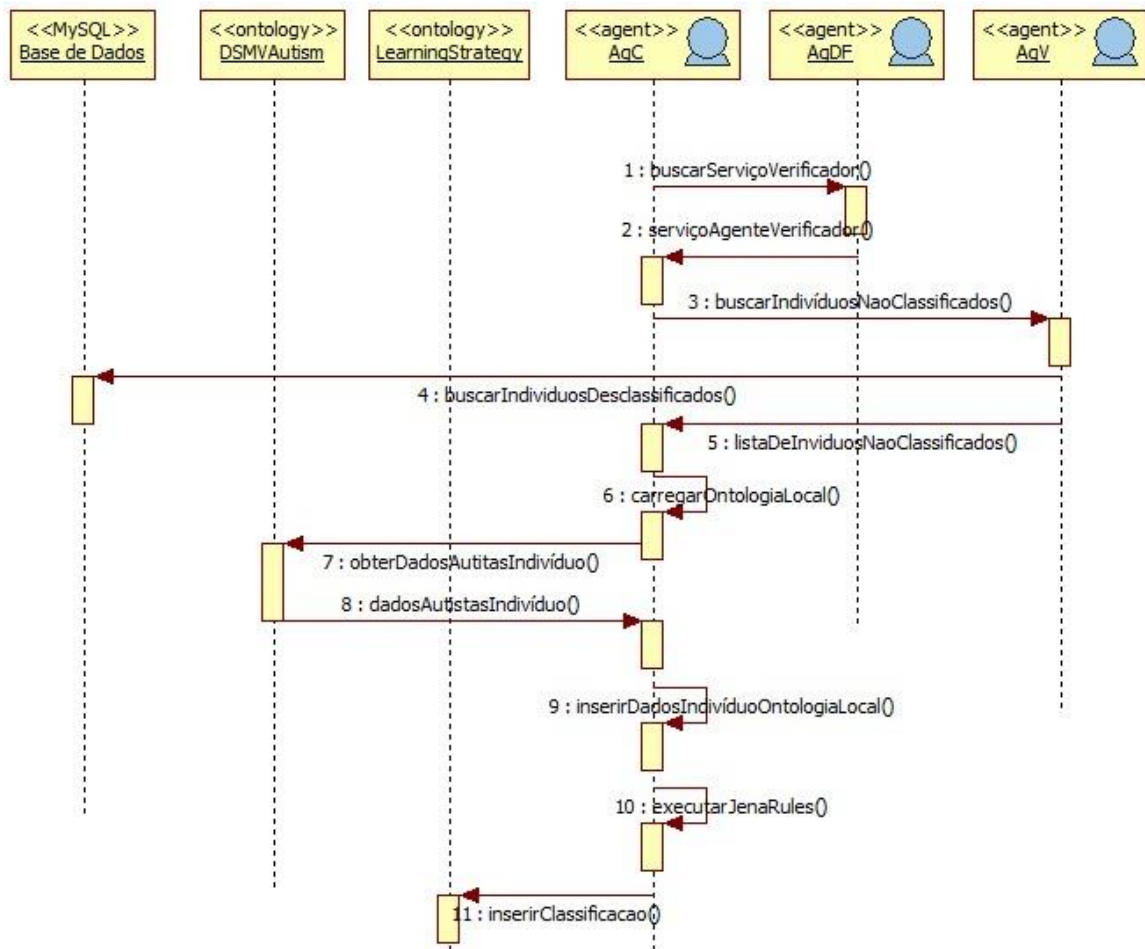 <<MySQL>>
Base de Dados
<<ontology>>
DSMVAutism
<<ontology>>
LearningStrategy
<<agent>>
AgC
<<agent>>
AgDF
<<agent>>
AgV
1 : buscarServiçoVerificador()
2 : serviçoAgenteVerificador()
3 : buscarIndivíduosNaoClassificados()
4 : buscarIndividuosDesclassificados()
5 : listaDeInviduosNaoClassificados()
6 : carregarOntologiaLocal()
7 : obterDadosAutitasIndivíduo()
8 : dadosAutistasIndivíduo()
9 : inserirDadosIndivíduoOntologiaLocal()
10 : executarJenaRules()
11 : inserirClassificacao()